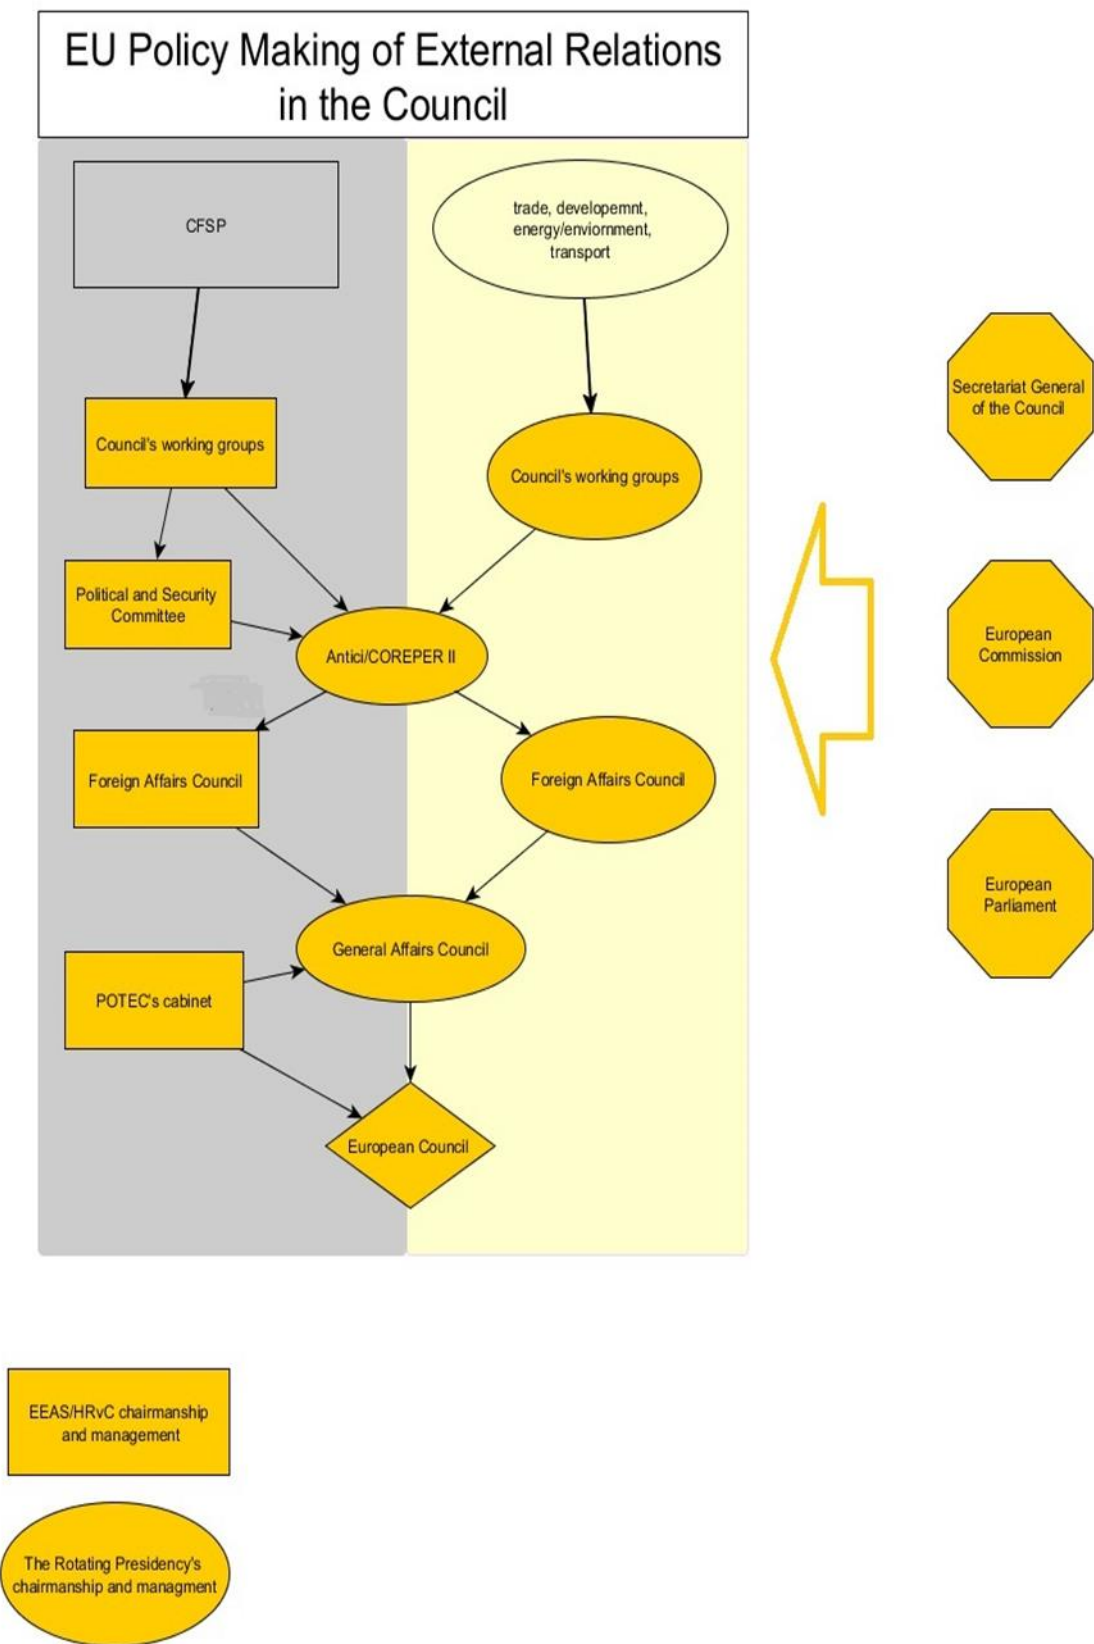 EU Policy Making of External Relations
in the Council
CFSP
trade, developemnt,
energy/enviornment,
transport
Council's working groups
Council's working groups
Political and Security
Committee
Antici/COREPER II
Foreign Affairs Council
Foreign Affairs Council
General Affairs Council
POTEC's cabinet
European Council
Secretariat General
of the Council
European
Commission
European
Parliament
EEAS/HRvC chairmanship
and management
The Rotating Presidency's
chairmanship and managment